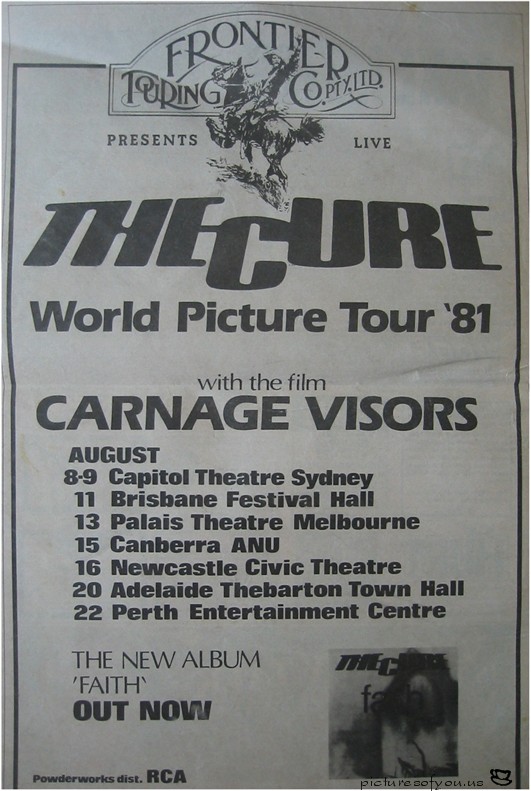 FRONTIER
TOURING CO. PTY. LTD.
PRESENTS LIVE
THE CURE
World Picture Tour '81
with the film
CARNAGE VISORS
AUGUST
8-9 Capitol Theatre Sydney
11 Brisbane Festival Hall
13 Palais Theatre Melbourne
15 Canberra ANU
16 Newcastle Civic Theatre
20 Adelaide Thebarton Town Hall
22 Perth Entertainment Centre
THE NEW ALBUM
'FAITH'
OUT NOW
THE CURE
faith
Powderworks dist. RCA
picturesofyou.us